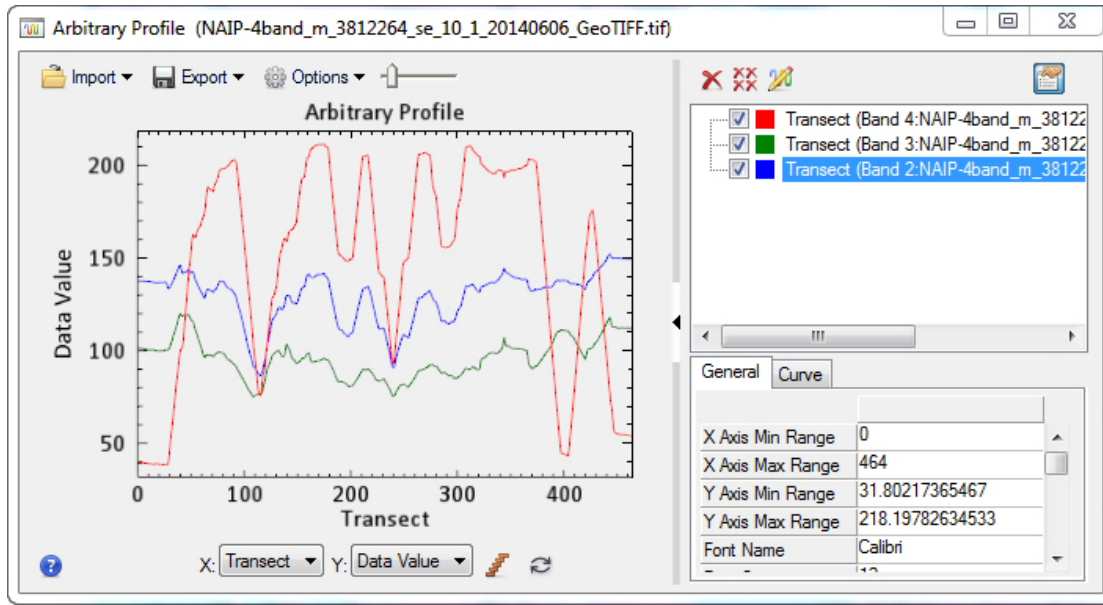 Arbitrary Profile (NAIP-4band_m_3812264_se_10_1_20140606_GeoTIFF.tif)
Import Export Options
Arbitrary Profile
200
150
100
50
Data Value
0 100 200 300 400
Transect
X: Transect Y: Data Value
Transect (Band 4:NAIP-4band_m_38122
Transect (Band 3:NAIP-4band_m_38122
Transect (Band 2:NAIP-4band_m_38122
General Curve
X Axis Min Range 0
X Axis Max Range 464
Y Axis Min Range 31.80217365467
Y Axis Max Range 218.19782634533
Font Name Calibri